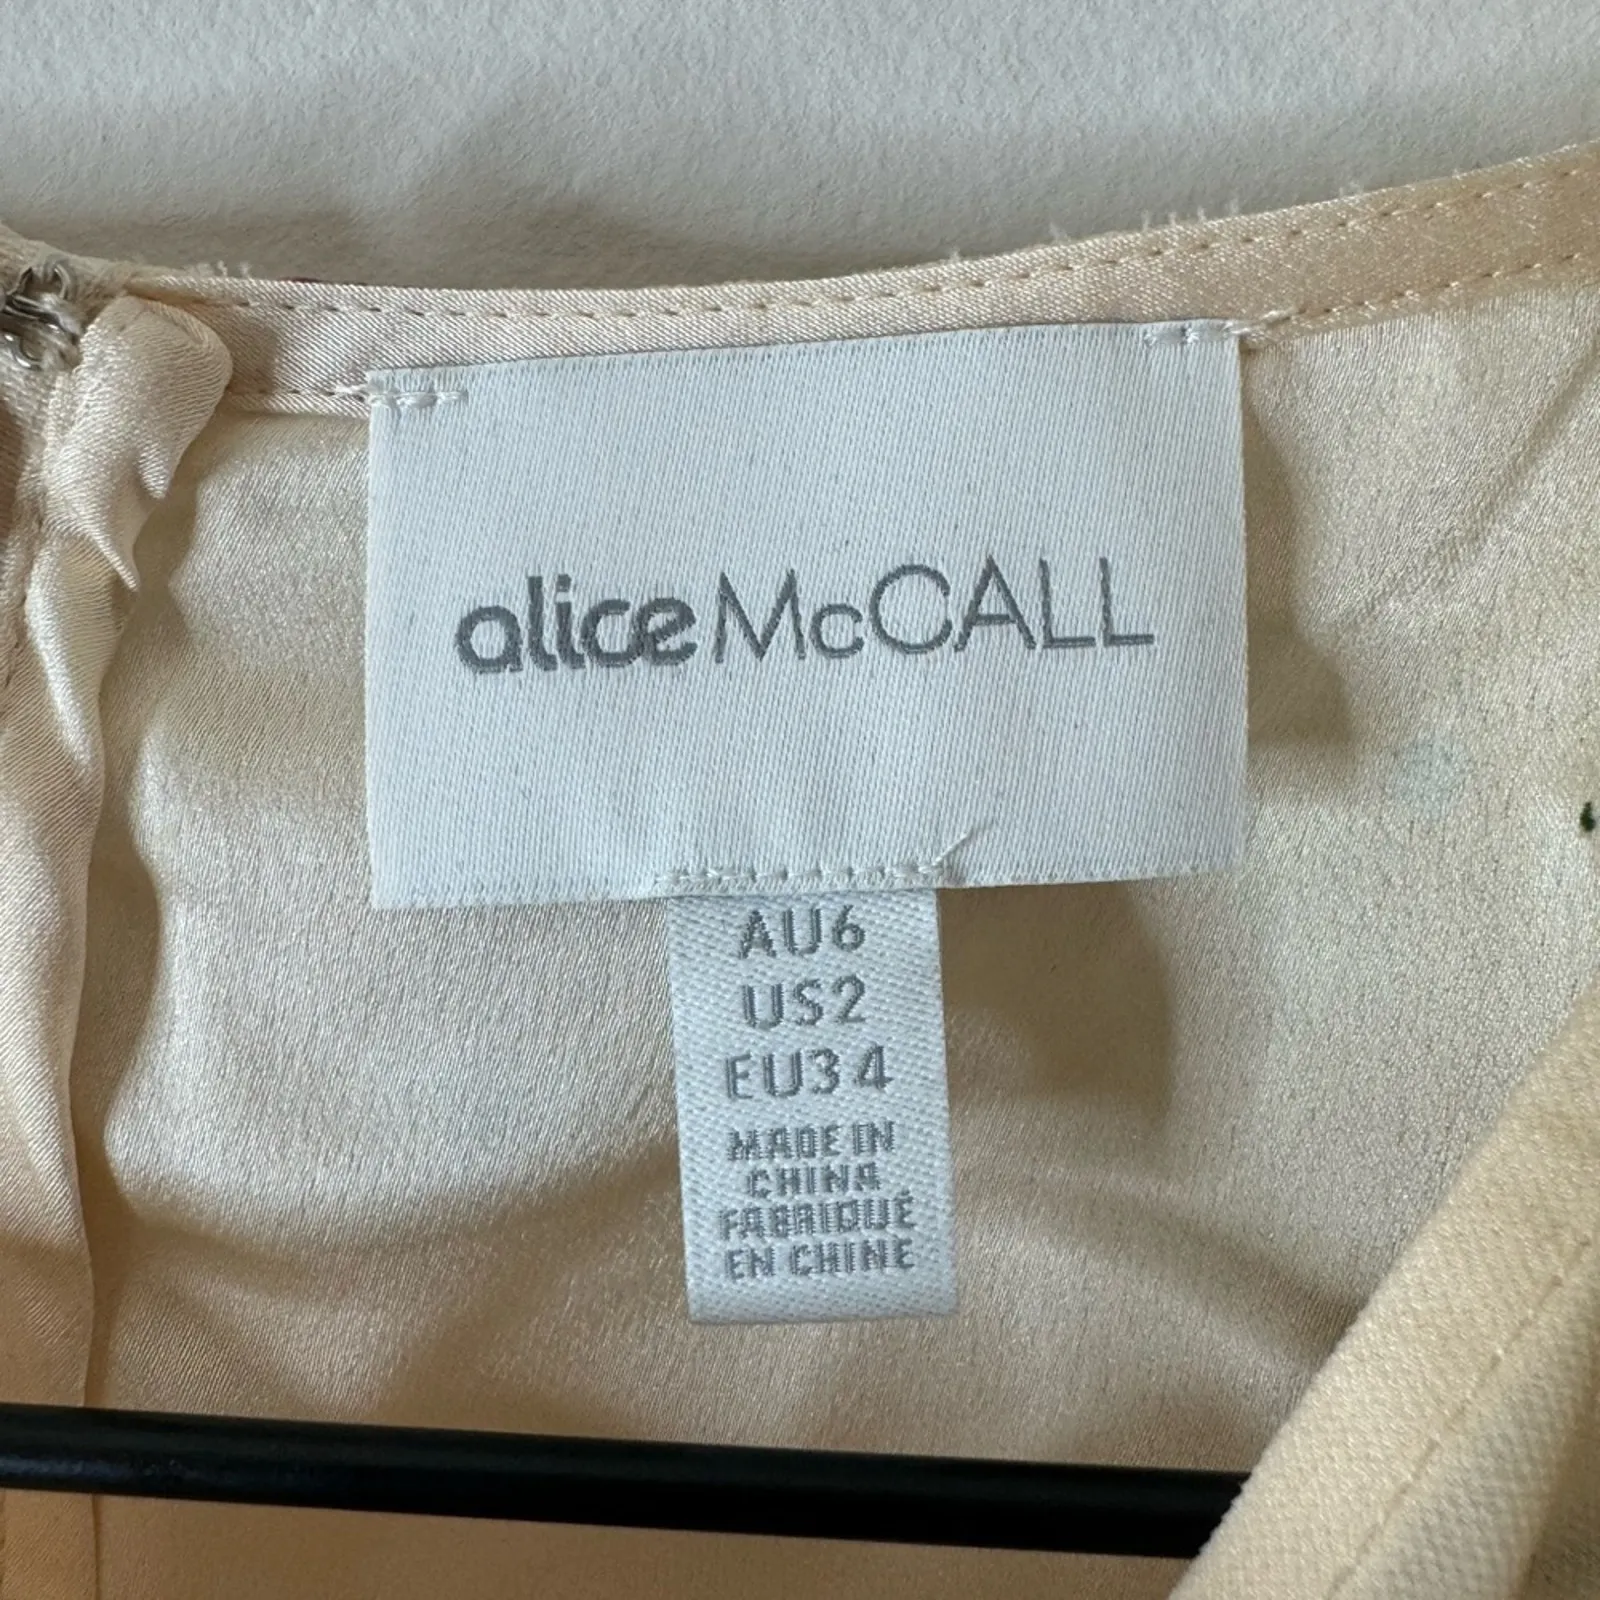 alice McCALL
AU6
US2
EU34
MADE IN
CHINA
FABRIQUÉ
EN CHINE